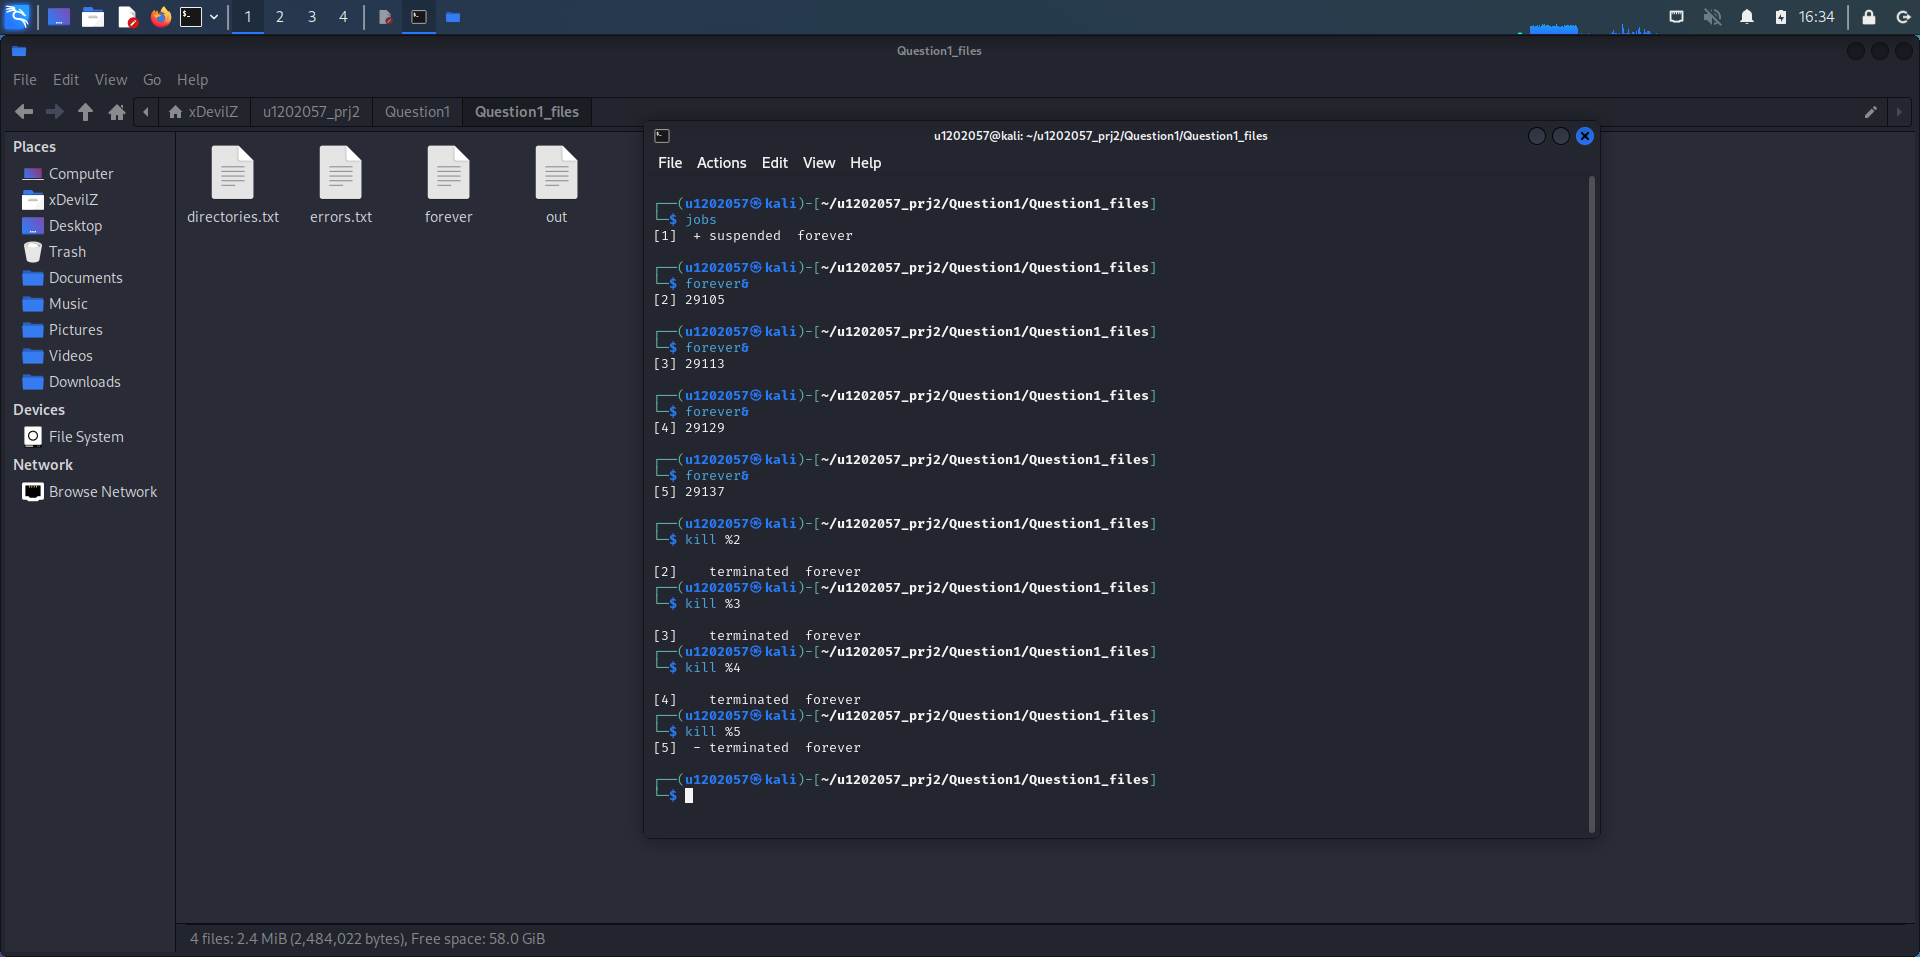 1 2 3 4 16:34
Question1_files
File Edit View Go Help
xDevilZ u1202057_prj2 Question1 Question1_files
Places
Computer
xDevilZ
Desktop
Trash
Documents
Music
Pictures
Videos
Downloads
Devices
File System
Network
Browse Network
directories.txt errors.txt forever out
4 files: 2.4 MiB (2,484,022 bytes), Free space: 58.0 GiB
u1202057@kali: ~/u1202057_prj2/Question1/Question1_files
File Actions Edit View Help
┌──(u1202057㉿kali)-[~/u1202057_prj2/Question1/Question1_files]
└─$ jobs
[1]  + suspended  forever
┌──(u1202057㉿kali)-[~/u1202057_prj2/Question1/Question1_files]
└─$ forever&
[2] 29105
┌──(u1202057㉿kali)-[~/u1202057_prj2/Question1/Question1_files]
└─$ forever&
[3] 29113
┌──(u1202057㉿kali)-[~/u1202057_prj2/Question1/Question1_files]
└─$ forever&
[4] 29129
┌──(u1202057㉿kali)-[~/u1202057_prj2/Question1/Question1_files]
└─$ forever&
[5] 29137
┌──(u1202057㉿kali)-[~/u1202057_prj2/Question1/Question1_files]
└─$ kill %2
[2]    terminated  forever
┌──(u1202057㉿kali)-[~/u1202057_prj2/Question1/Question1_files]
└─$ kill %3
[3]    terminated  forever
┌──(u1202057㉿kali)-[~/u1202057_prj2/Question1/Question1_files]
└─$ kill %4
[4]    terminated  forever
┌──(u1202057㉿kali)-[~/u1202057_prj2/Question1/Question1_files]
└─$ kill %5
[5]  - terminated  forever
┌──(u1202057㉿kali)-[~/u1202057_prj2/Question1/Question1_files]
└─$